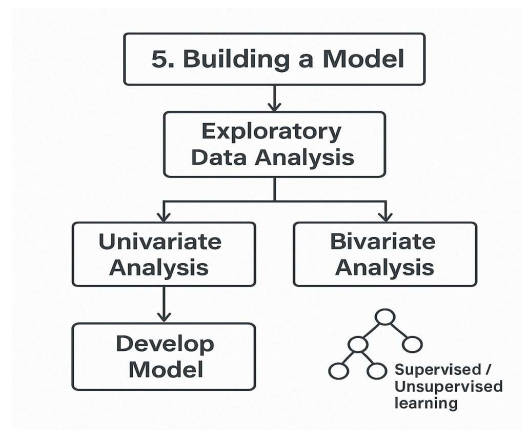 5. Building a Model
Exploratory
Data Analysis
Univariate
Analysis
Bivariate
Analysis
Develop
Model
Supervised /
Unsupervised
learning